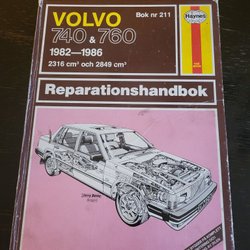 VOLVO
Bok nr 211
Haynes
740 & 760
1982—1986
2316 cm³ och 2849 cm³
Reparationshandbok